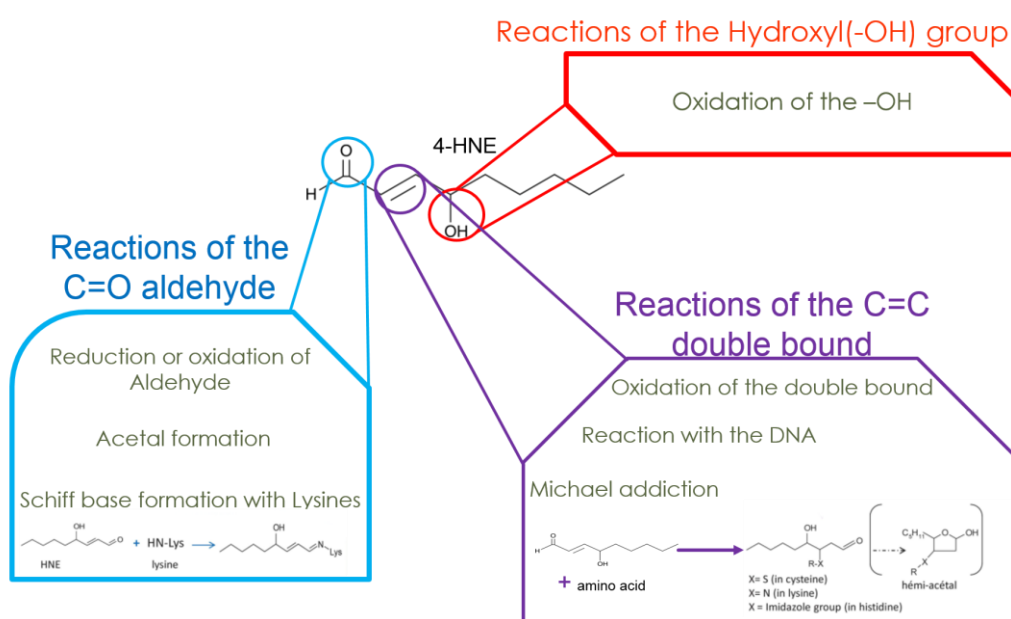 Reactions of the Hydroxyl(-OH) group
Oxidation of the –OH
4-HNE
O
H
OH
Reactions of the
C=O aldehyde
Reduction or oxidation of
Aldehyde
Acetal formation
Schiff base formation with Lysines
OH
O
+ HN-Lys
HNE
lysine
OH
N
Lys
Reactions of the C=C
double bound
Oxidation of the double bound
Reaction with the DNA
Michael addiction
O
H
OH
+ amino acid
OH
O
R-X
X= S (in cysteine)
X= N (in lysine)
X = Imidazole group (in histidine)
C₅H₁₁
O
OH
X
R
hémi-acétal